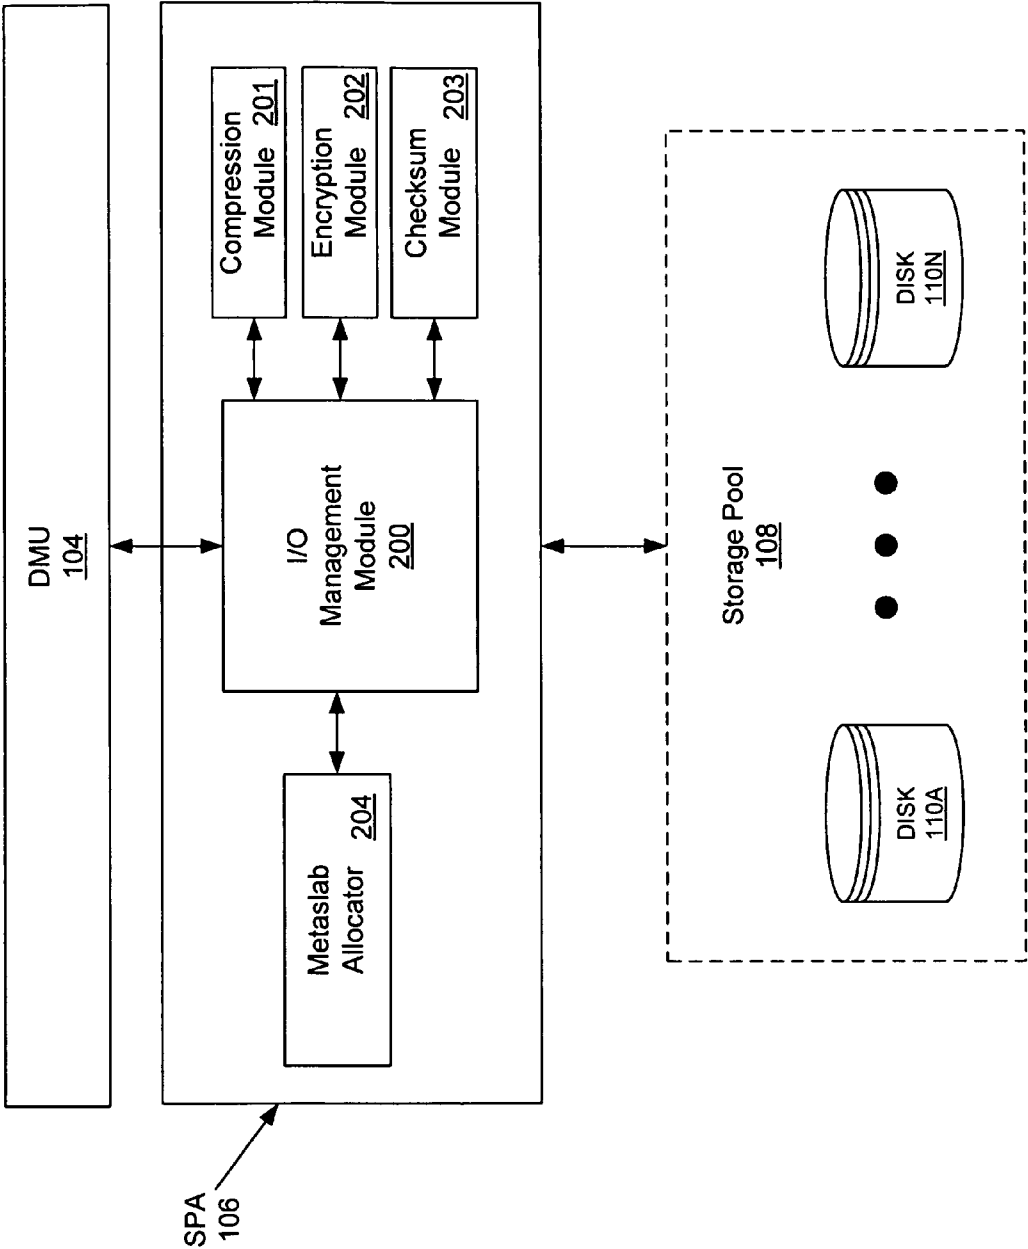 DMU
104
SPA
106
Metaslab
Allocator 204
I/O
Management
Module
200
Compression
Module 201
Encryption
Module 202
Checksum
Module 203
Storage Pool
108
DISK
110A
DISK
110N